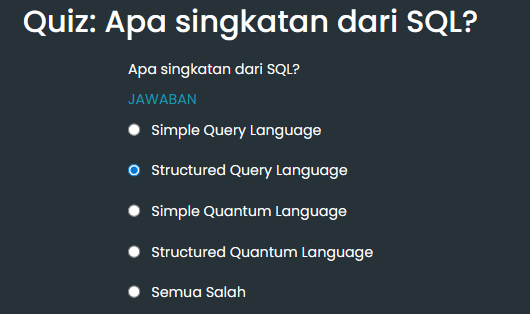 Quiz: Apa singkatan dari SQL?
Apa singkatan dari SQL?
JAWABAN
Simple Query Language
Structured Query Language
Simple Quantum Language
Structured Quantum Language
Semua Salah